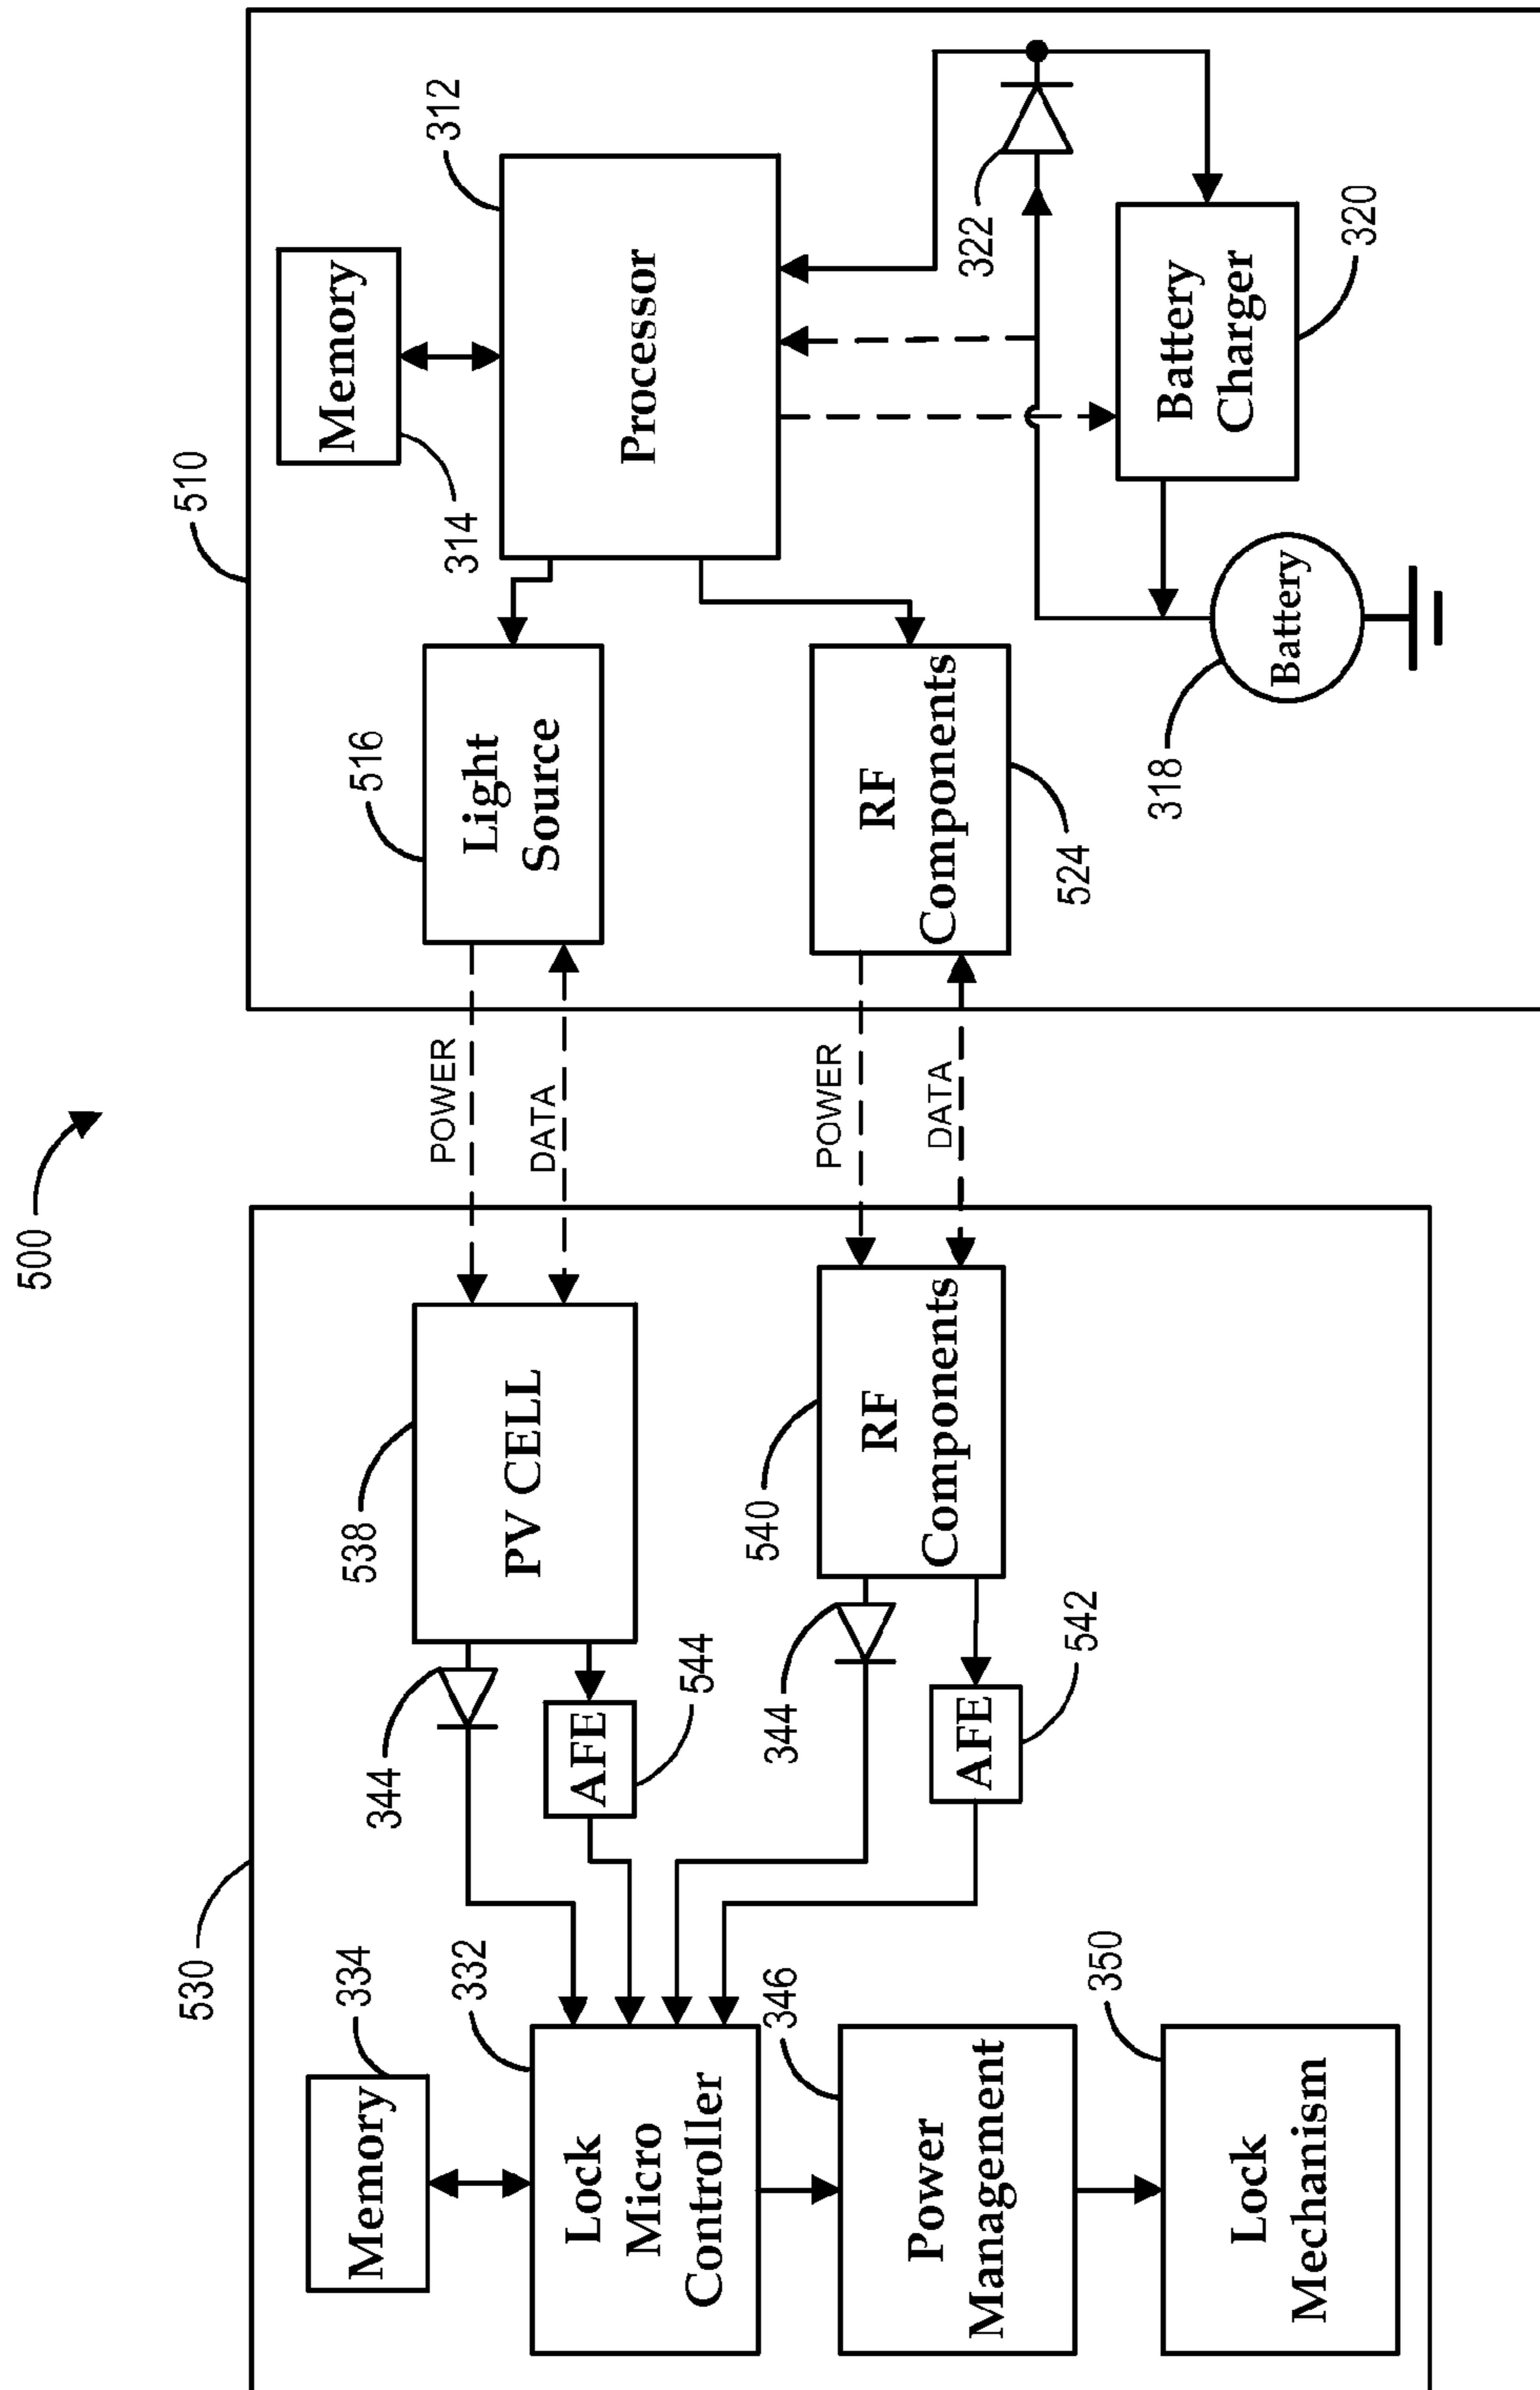 500
530
510
Memory
334
Lock
Micro
Controller
332
Power
Management
346
Lock
Mechanism
350
344
PV CELL
538
AFE
544
344
RF
Components
540
AFE
542
POWER
DATA
POWER
DATA
Light
Source
516
RF
Components
524
Memory
314
Processor
312
322
Battery
Charger
320
Battery
318